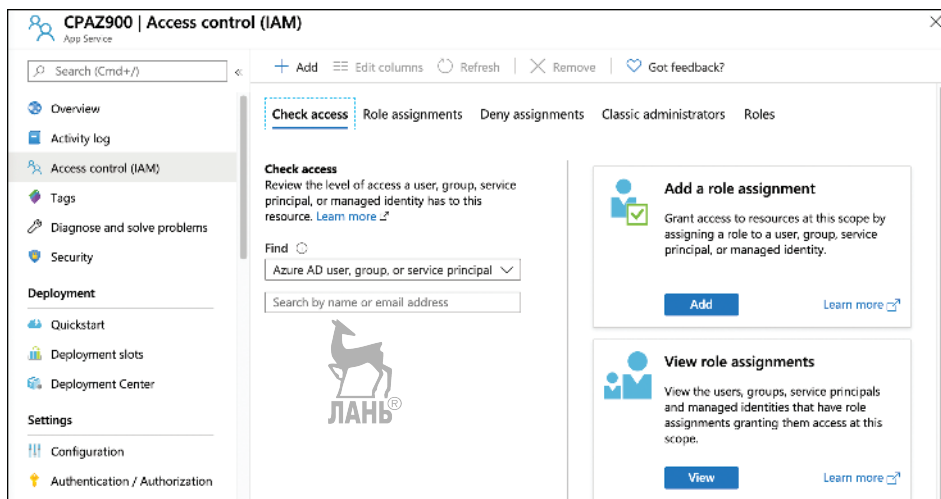 CPAZ900 | Access control (IAM)
App Service
Search (Cmd+/)
«
Overview
Activity log
Access control (IAM)
Tags
Diagnose and solve problems
Security
Deployment
Quickstart
Deployment slots
Deployment Center
Settings
Configuration
Authentication / Authorization
Add
Edit columns
Refresh
Remove
Got feedback?
Check access
Role assignments
Deny assignments
Classic administrators
Roles
Check access
Review the level of access a user, group, service
principal, or managed identity has to this
resource. Learn more
Find
Azure AD user, group, or service principal
Search by name or email address
ЛАНЬ®
Add a role assignment
Grant access to resources at this scope by
assigning a role to a user, group, service
principal, or managed identity.
Add
Learn more
View role assignments
View the users, groups, service principals
and managed identities that have role
assignments granting them access at this
scope.
View
Learn more